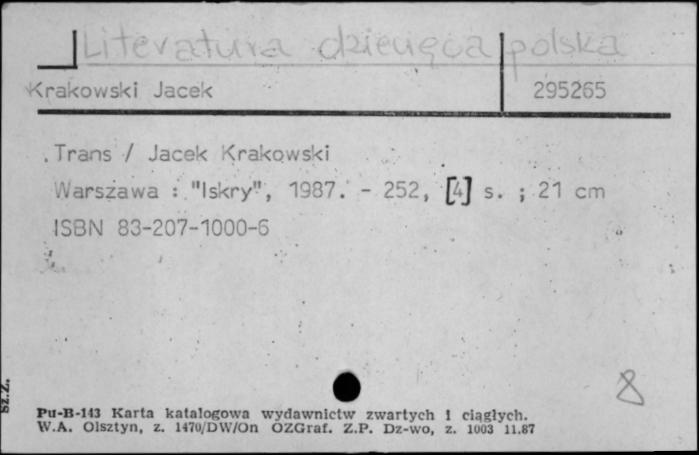 Literatura dziecięca polska
Krakowski Jacek 295265
Trans / Jacek Krakowski
Warszawa : "Iskry", 1987. - 252, [4] s. ; 21 cm
ISBN 83-207-1000-6
8
Sz.Z.
Pu-B-143 Karta katalogowa wydawnictw zwartych i ciągłych.
W.A. Olsztyn, z. 1470/DW/On OZGraf. Z.P. Dz-wo, z. 1003 11.87